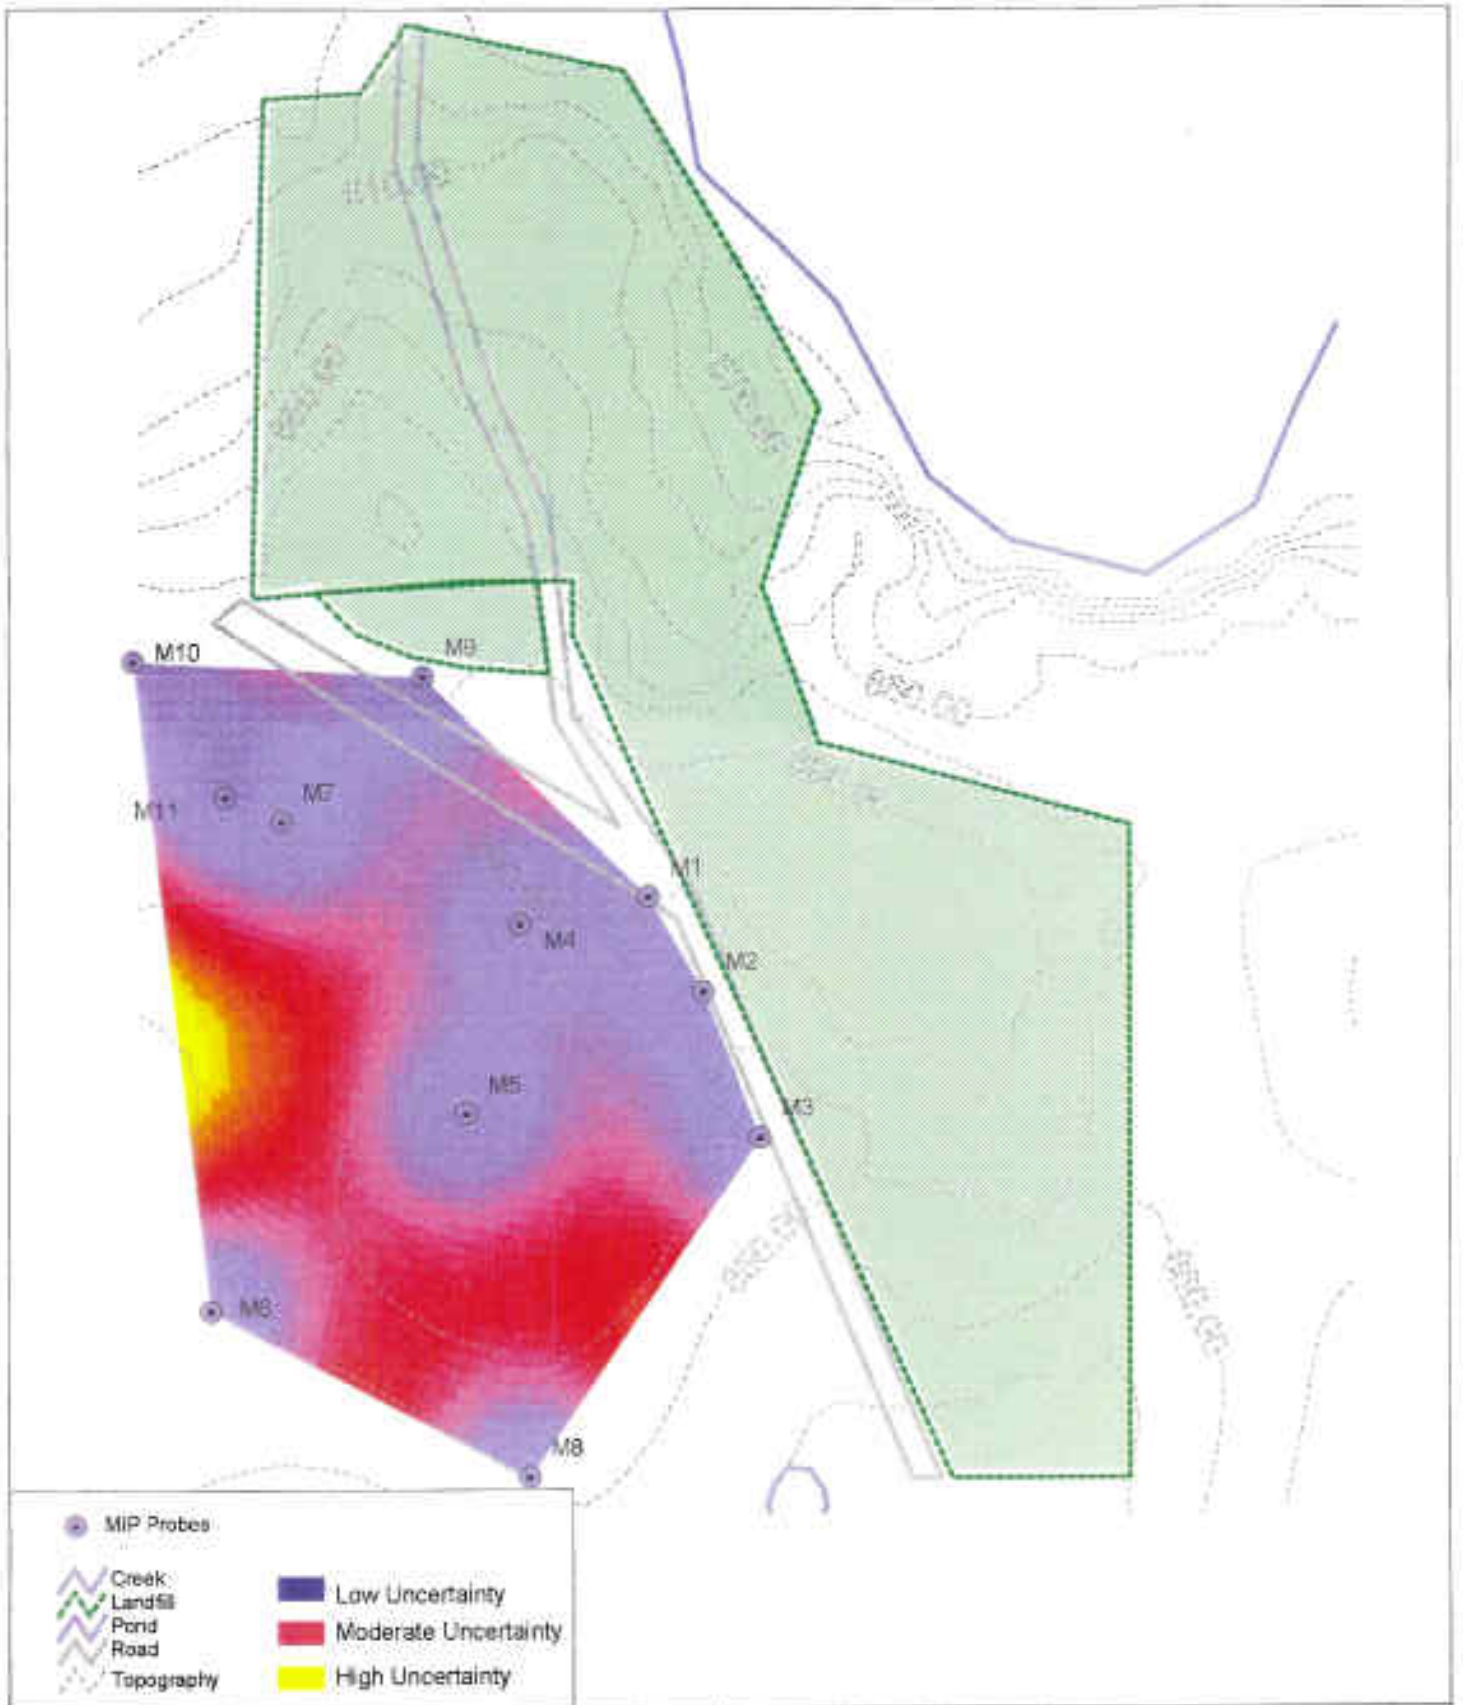 M10
M9
M11
M7
M1
M4
M2
M5
M3
M6
M8
MIP Probes
Creek
Landfill
Pond
Road
Topography
Low Uncertainty
Moderate Uncertainty
High Uncertainty